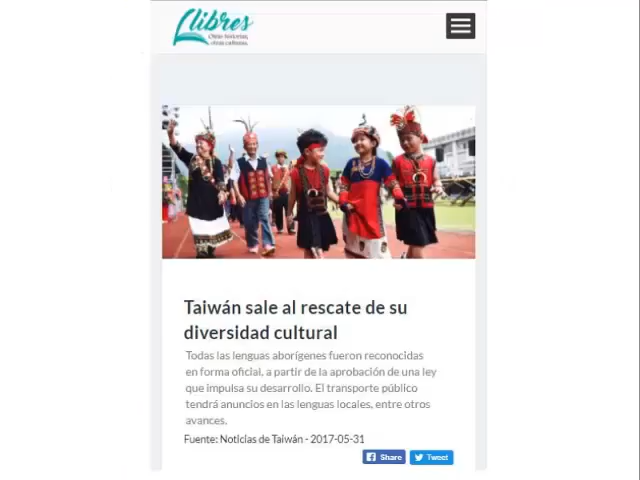 Llibres
Otras historias,
otras culturas.
Taiwán sale al rescate de su
diversidad cultural
Todas las lenguas aborígenes fueron reconocidas
en forma oficial, a partir de la aprobación de una ley
que impulsa su desarrollo. El transporte público
tendrá anuncios en las lenguas locales, entre otros
avances.
Fuente: Noticias de Taiwán - 2017-05-31
Share Tweet